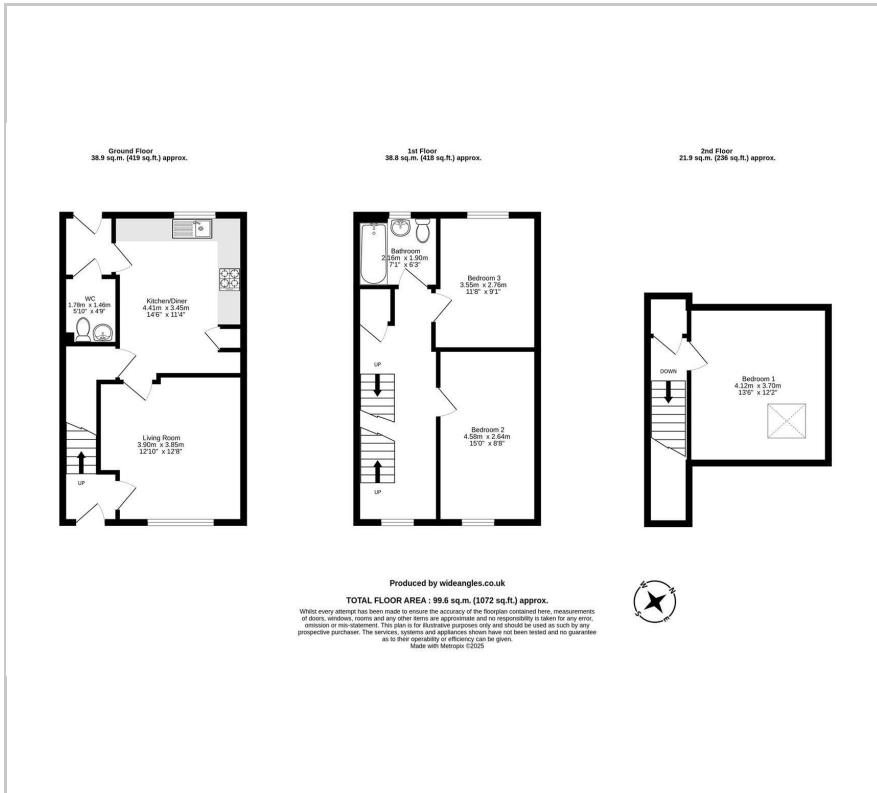 Ground Floor
38.9 sq.m. (419 sq.ft.) approx.
WC
1.78m x 1.46m
5'10" x 4'9"
Kitchen/Diner
4.41m x 3.45m
14'6" x 11'4"
Living Room
3.90m x 3.85m
12'10" x 12'8"
UP
1st Floor
38.8 sq.m. (418 sq.ft.) approx.
Bathroom
2.16m x 1.90m
7'1" x 6'3"
Bedroom 3
3.55m x 2.76m
11'8" x 9'1"
UP
Bedroom 2
4.58m x 2.64m
15'0" x 8'8"
UP
2nd Floor
21.9 sq.m. (236 sq.ft.) approx.
DOWN
Bedroom 1
4.12m x 3.70m
13'6" x 12'2"
Produced by wideangles.co.uk
TOTAL FLOOR AREA : 99.6 sq.m. (1072 sq.ft.) approx.
Whilst every attempt has been made to ensure the accuracy of the floorplan contained here, measurements
of doors, windows, rooms and any other items are approximate and no responsibility is taken for any error,
omission or mis-statement. This plan is for illustrative purposes only and should be used as such by any
prospective purchaser. The services, systems and appliances shown have not been tested and no guarantee
as to their operability or efficiency can be given.
Made with Metropix ©2025
W
N
S
E